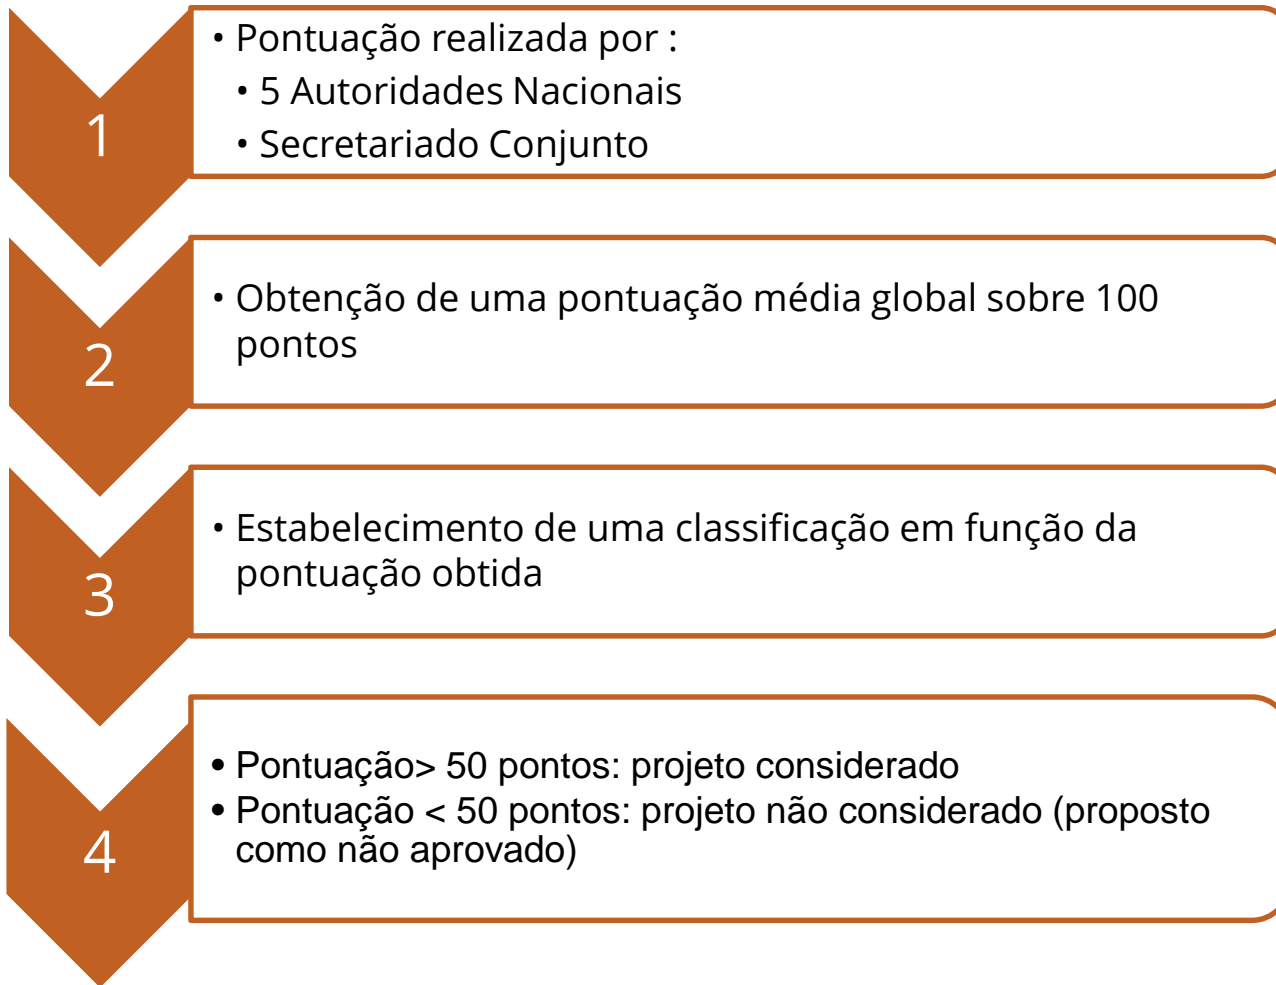 1
• Pontuação realizada por :
• 5 Autoridades Nacionais
• Secretariado Conjunto
2
• Obtenção de uma pontuação média global sobre 100
pontos
3
• Estabelecimento de uma classificação em função da
pontuação obtida
4
• Pontuação> 50 pontos: projeto considerado
• Pontuação < 50 pontos: projeto não considerado (proposto
como não aprovado)